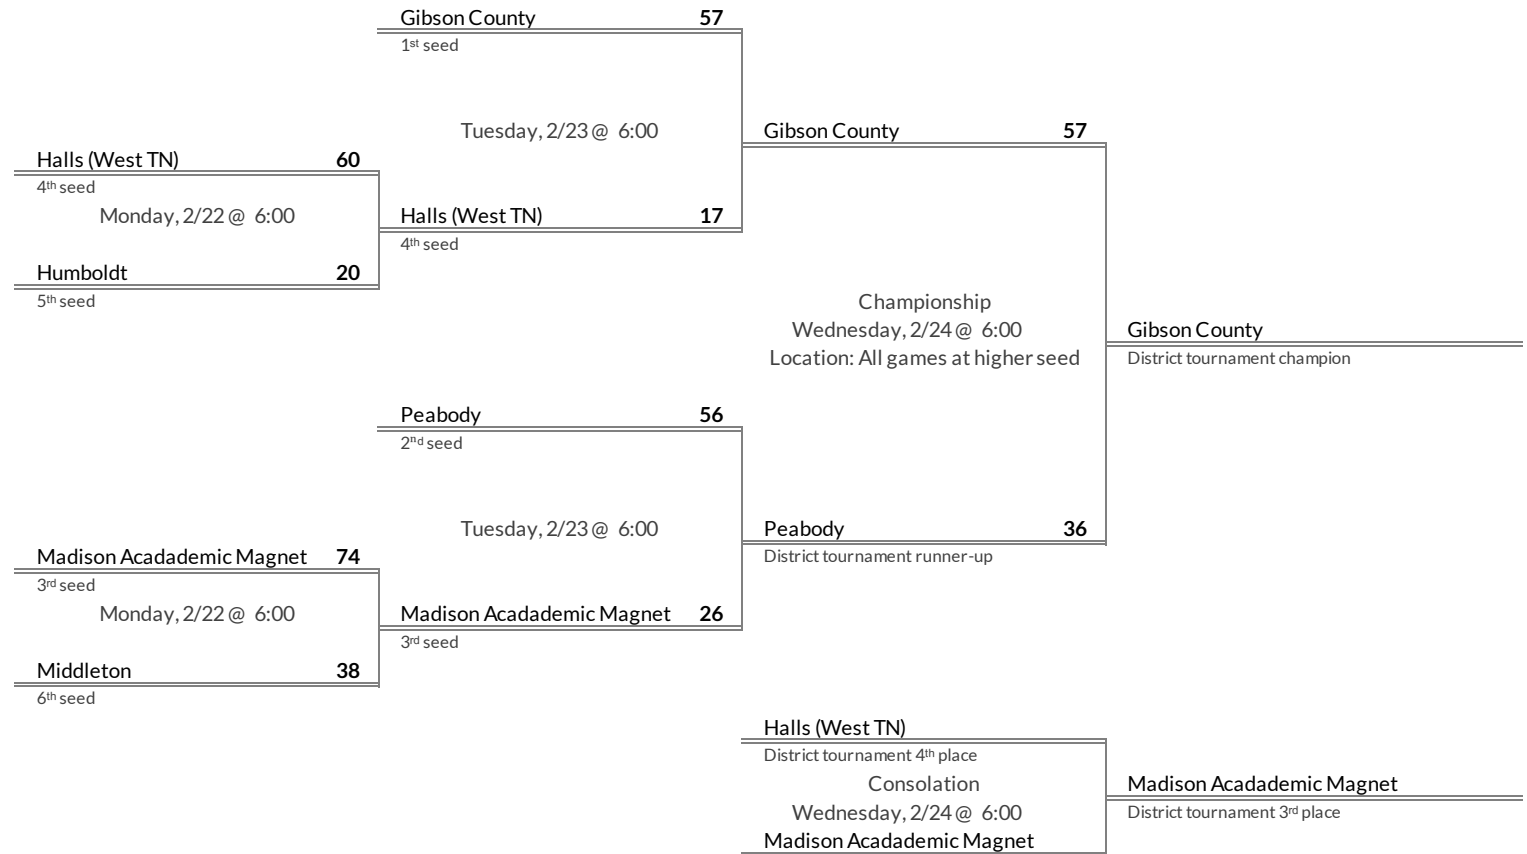 Gibson County 57
1st seed
Tuesday, 2/23 @ 6:00
Gibson County 57
Halls (West TN) 60
4th seed
Monday, 2/22 @ 6:00
Halls (West TN) 17
4th seed
Humboldt 20
5th seed
Championship
Wednesday, 2/24 @ 6:00
Location: All games at higher seed
Gibson County
District tournament champion
Peabody 56
2nd seed
Tuesday, 2/23 @ 6:00
Peabody 36
District tournament runner-up
Madison Acadademic Magnet 74
3rd seed
Monday, 2/22 @ 6:00
Madison Acadademic Magnet 26
3rd seed
Middleton 38
6th seed
Halls (West TN)
District tournament 4th place
Consolation
Wednesday, 2/24 @ 6:00
Madison Acadademic Magnet
Madison Acadademic Magnet
District tournament 3rd place